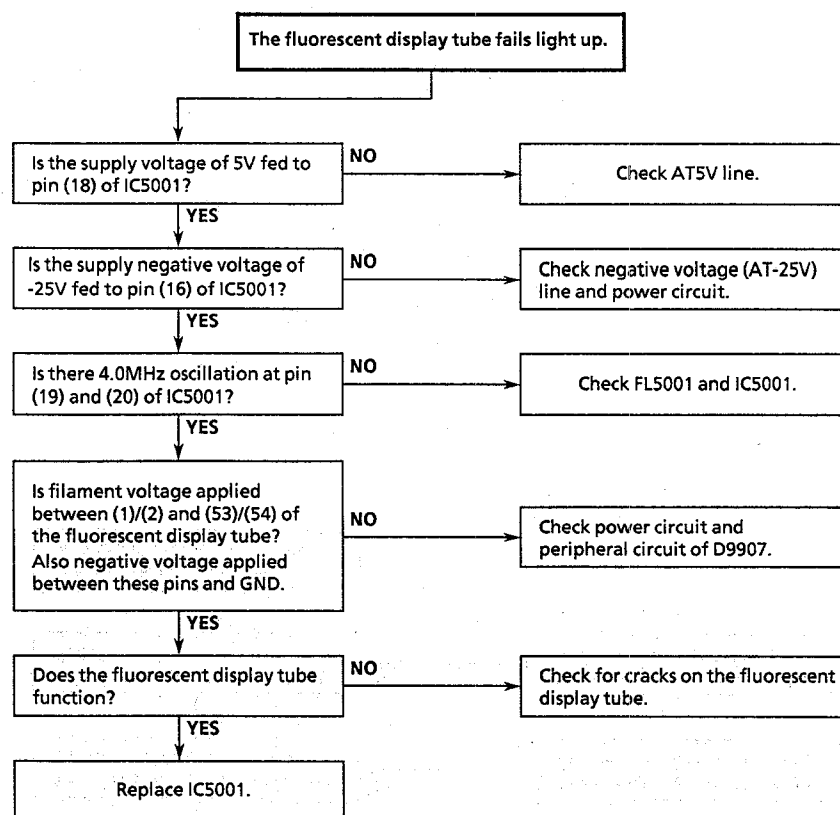 The fluorescent display tube fails light up.
Is the supply voltage of 5V fed to
pin (18) of IC5001?
NO
Check AT5V line.
YES
Is the supply negative voltage of
-25V fed to pin (16) of IC5001?
NO
Check negative voltage (AT-25V)
line and power circuit.
YES
Is there 4.0MHz oscillation at pin
(19) and (20) of IC5001?
NO
Check FL5001 and IC5001.
YES
Is filament voltage applied
between (1)/(2) and (53)/(54) of
the fluorescent display tube?
Also negative voltage applied
between these pins and GND.
NO
Check power circuit and
peripheral circuit of D9907.
YES
Does the fluorescent display tube
function?
NO
Check for cracks on the fluorescent
display tube.
YES
Replace IC5001.